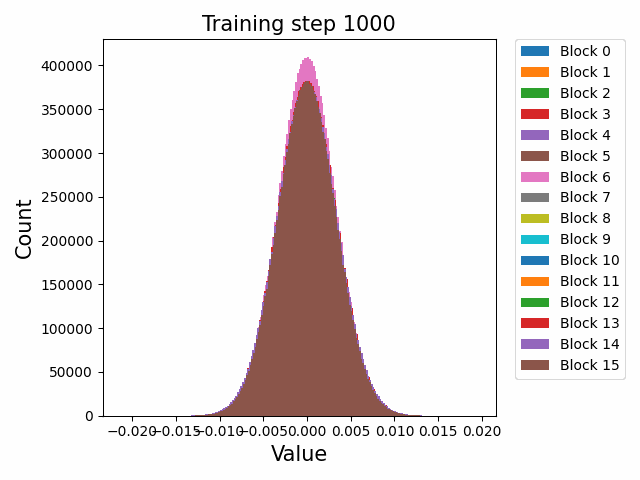 Training step 1000
Count
400000
350000
300000
250000
200000
150000
100000
50000
0
−0.020 −0.015 −0.010 −0.005 0.000 0.005 0.010 0.015 0.020
Value
Block 0
Block 1
Block 2
Block 3
Block 4
Block 5
Block 6
Block 7
Block 8
Block 9
Block 10
Block 11
Block 12
Block 13
Block 14
Block 15